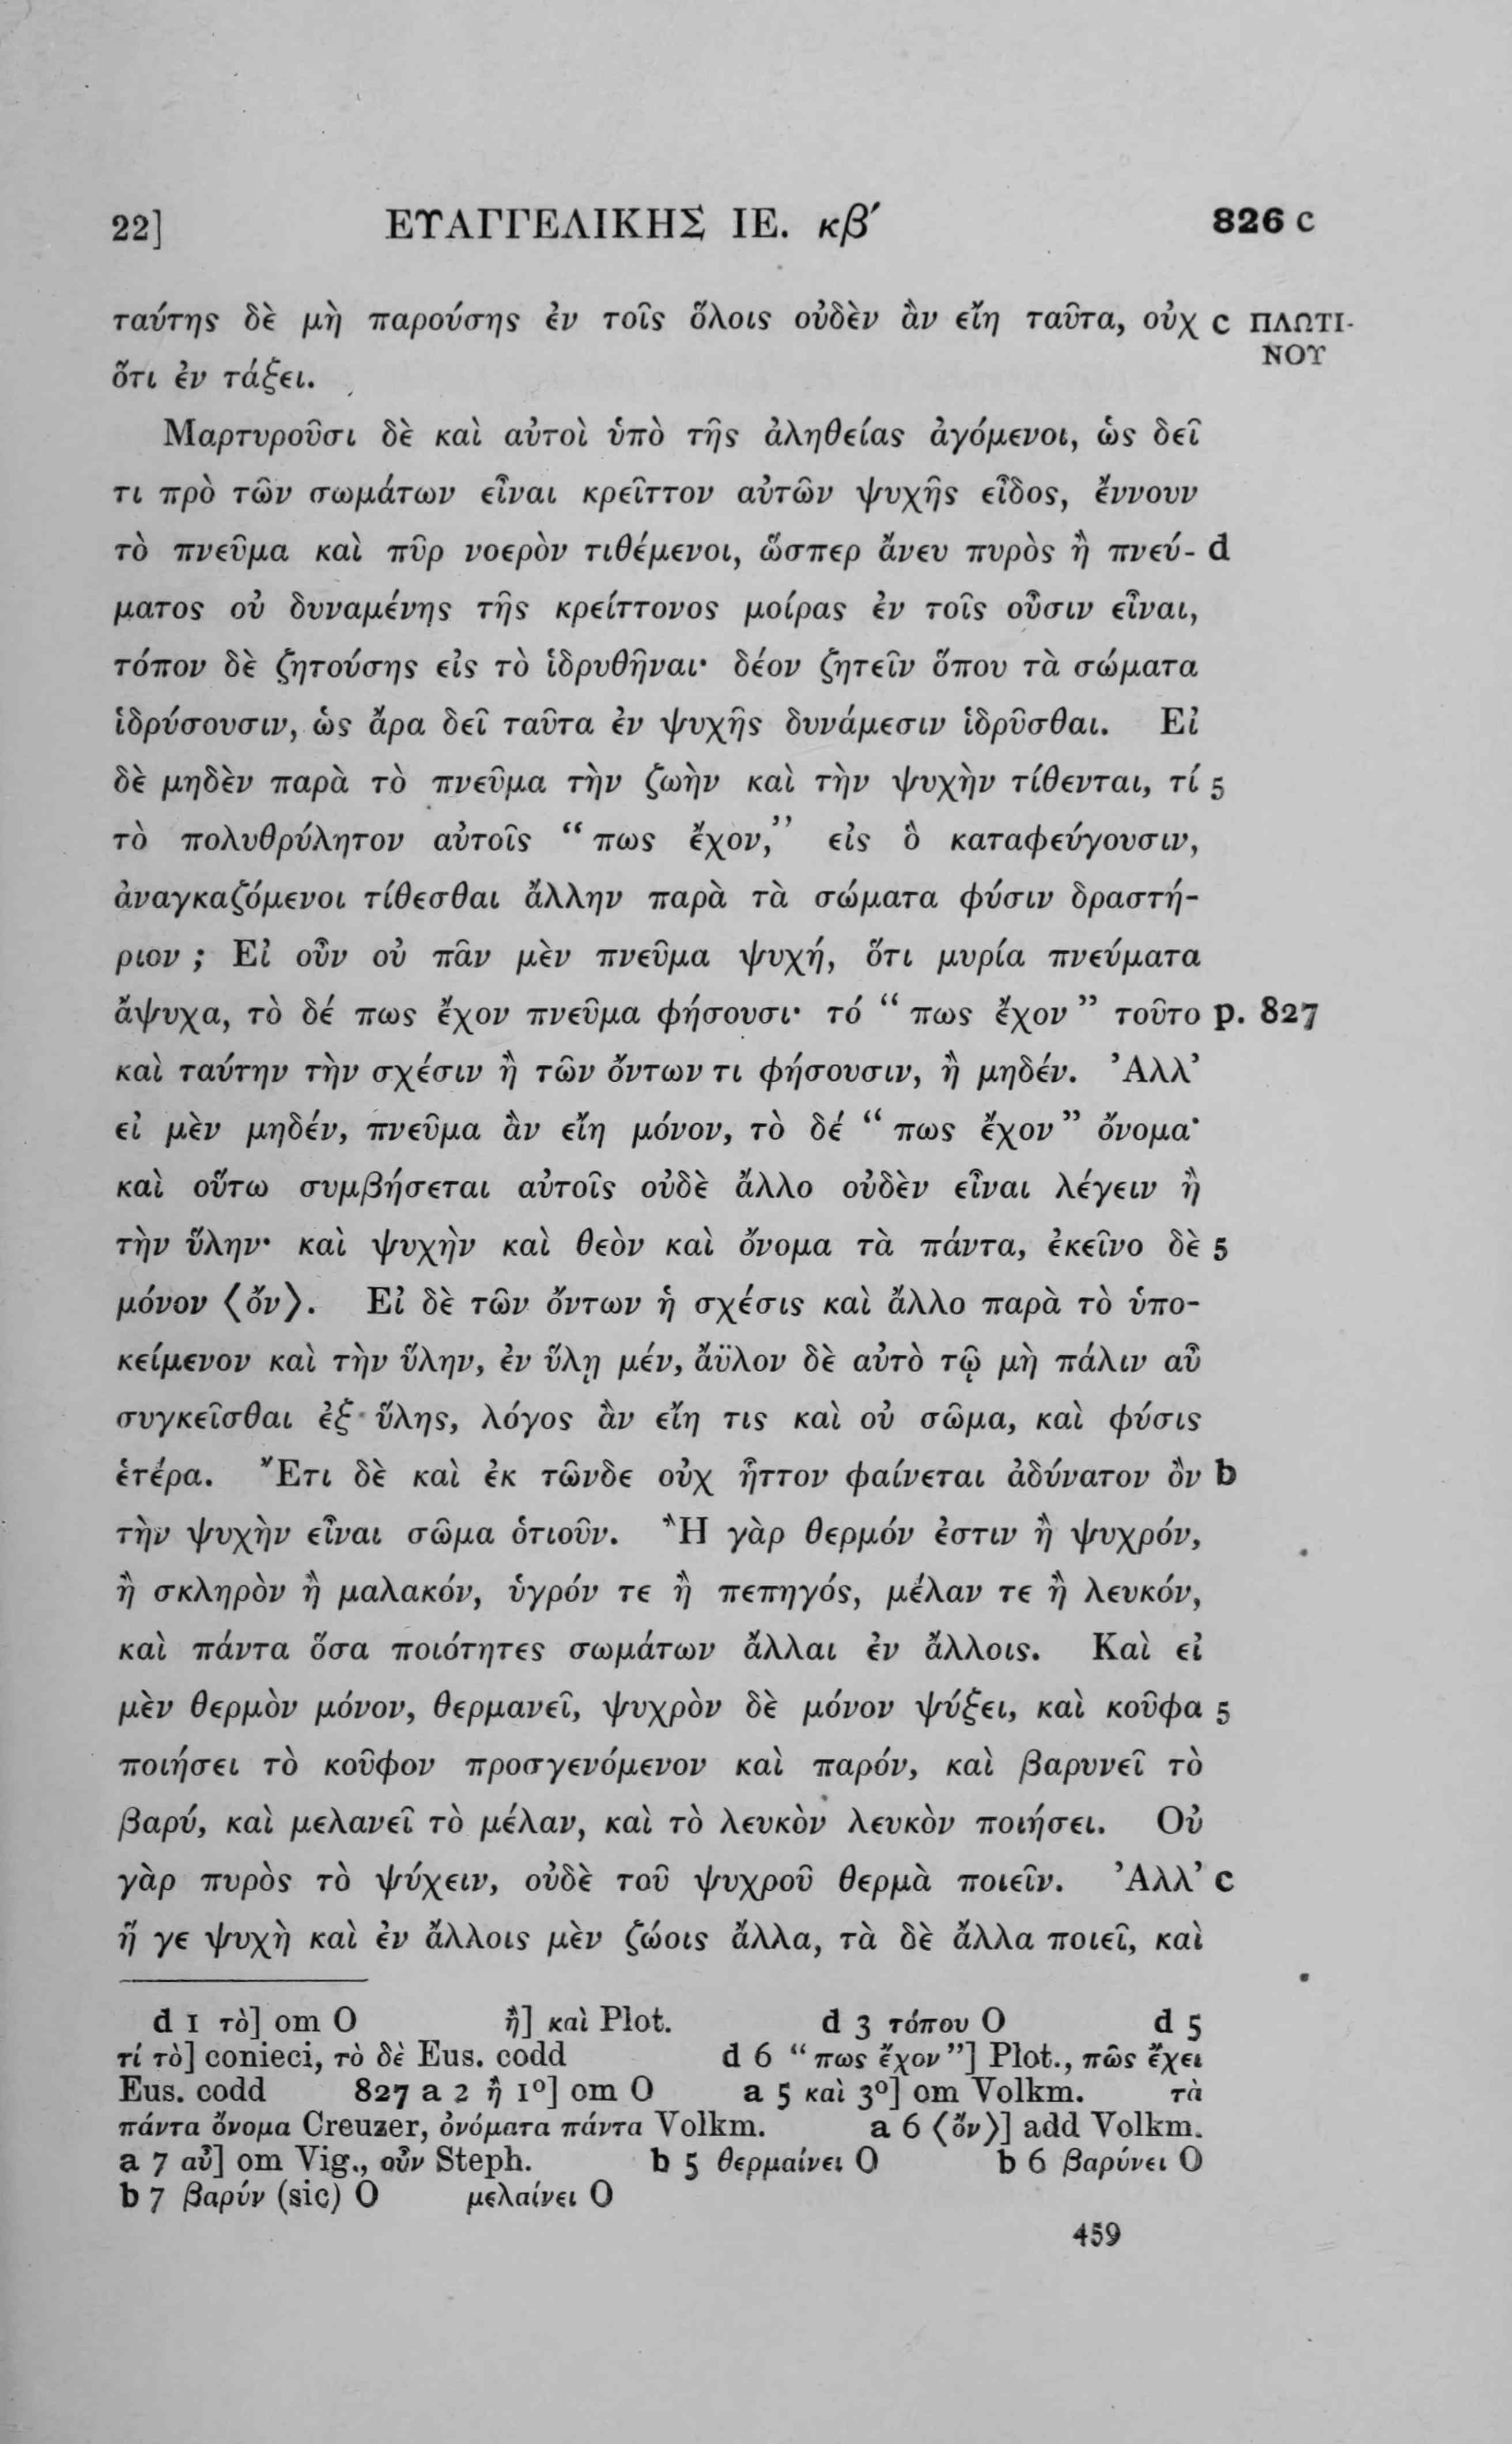 22] ΕΥΑΓΓΕΛΙΚΗΣ ΙΕ. κβ′ 826 c
ταύτης δὲ μὴ παρούσης ἐν τοῖς ὅλοις οὐδὲν ἂν εἴη ταῦτα, οὐχ c ΠΛΩΤΙ-
ΝΟΥ
ὅτι ἐν τάξει.
Μαρτυροῦσι δὲ καὶ αὐτοὶ ὑπὸ τῆς ἀληθείας ἀγόμενοι, ὡς δεῖ
τι πρὸ τῶν σωμάτων εἶναι κρεῖττον αὐτῶν ψυχῆς εἶδος, ἔννουν
τὸ πνεῦμα καὶ πῦρ νοερὸν τιθέμενοι, ὥσπερ ἄνευ πυρὸς ἢ πνεύ- d
ματος οὐ δυναμένης τῆς κρείττονος μοίρας ἐν τοῖς οὖσιν εἶναι,
τόπον δὲ ζητούσης εἰς τὸ ἱδρυθῆναι· δέον ζητεῖν ὅπου τὰ σώματα
ἱδρύσουσιν, ὡς ἄρα δεῖ ταῦτα ἐν ψυχῆς δυνάμεσιν ἱδρῦσθαι. Εἰ
δὲ μηδὲν παρὰ τὸ πνεῦμα τὴν ζωὴν καὶ τὴν ψυχὴν τίθενται, τί 5
τὸ πολυθρύλητον αὐτοῖς “πως ἔχον,” εἰς ὃ καταφεύγουσιν,
ἀναγκαζόμενοι τίθεσθαι ἄλλην παρὰ τὰ σώματα φύσιν δραστή-
ριον ; Εἰ οὖν οὐ πᾶν μὲν πνεῦμα ψυχή, ὅτι μυρία πνεύματα
ἄψυχα, τὸ δέ πως ἔχον πνεῦμα φήσουσι· τό “πως ἔχον” τοῦτο p. 827
καὶ ταύτην τὴν σχέσιν ἢ τῶν ὄντων τι φήσουσιν, ἢ μηδέν. Ἀλλ’
εἰ μὲν μηδέν, πνεῦμα ἂν εἴη μόνον, τὸ δέ “πως ἔχον” ὄνομα·
καὶ οὕτω συμβήσεται αὐτοῖς οὐδὲ ἄλλο οὐδὲν εἶναι λέγειν ἢ
τὴν ὕλην· καὶ ψυχὴν καὶ θεὸν καὶ ὄνομα τὰ πάντα, ἐκεῖνο δὲ 5
μόνον ⟨ὄν⟩. Εἰ δὲ τῶν ὄντων ἡ σχέσις καὶ ἄλλο παρὰ τὸ ὑπο-
κείμενον καὶ τὴν ὕλην, ἐν ὕλῃ μέν, ἄϋλον δὲ αὐτὸ τῷ μὴ πάλιν αὖ
συγκεῖσθαι ἐξ ὕλης, λόγος ἂν εἴη τις καὶ οὐ σῶμα, καὶ φύσις
ἑτέρα. Ἔτι δὲ καὶ ἐκ τῶνδε οὐχ ἧττον φαίνεται ἀδύνατον ὂν b
τὴν ψυχὴν εἶναι σῶμα ὁτιοῦν. Ἢ γὰρ θερμόν ἐστιν ἢ ψυχρόν,
ἢ σκληρὸν ἢ μαλακόν, ὑγρόν τε ἢ πεπηγός, μέλαν τε ἢ λευκόν,
καὶ πάντα ὅσα ποιότητες σωμάτων ἄλλαι ἐν ἄλλοις. Καὶ εἰ
μὲν θερμὸν μόνον, θερμανεῖ, ψυχρὸν δὲ μόνον ψύξει, καὶ κοῦφα 5
ποιήσει τὸ κοῦφον προσγενόμενον καὶ παρόν, καὶ βαρυνεῖ τὸ
βαρύ, καὶ μελανεῖ τὸ μέλαν, καὶ τὸ λευκὸν λευκὸν ποιήσει. Οὐ
γὰρ πυρὸς τὸ ψύχειν, οὐδὲ τοῦ ψυχροῦ θερμὰ ποιεῖν. Ἀλλ’ c
ἥ γε ψυχὴ καὶ ἐν ἄλλοις μὲν ζώοις ἄλλα, τὰ δὲ ἄλλα ποιεῖ, καὶ
d 1 τὸ] om O ἢ] καὶ Plot. d 3 τόπου O d 5
τί τὸ] conieci, τὸ δὲ Eus. codd d 6 “πως ἔχον”] Plot., πῶς ἔχει
Eus. codd 827 a 2 ἢ 1º] om O a 5 καὶ 3º] om Volkm. τὰ
πάντα ὄνομα Creuzer, ὀνόματα πάντα Volkm. a 6 ⟨ὄν⟩] add Volkm.
a 7 αὖ] om Vig., οὖν Steph. b 5 θερμαίνει O b 6 βαρύνει O
b 7 βαρύν (sic) O μελαίνει O
459